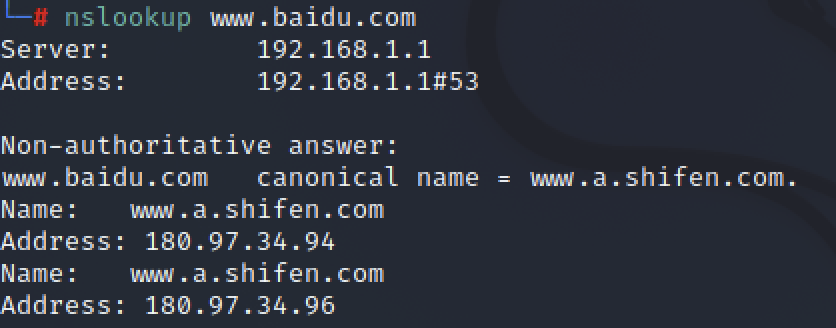 └─# nslookup www.baidu.com
Server:         192.168.1.1
Address:        192.168.1.1#53

Non-authoritative answer:
www.baidu.com   canonical name = www.a.shifen.com.
Name:   www.a.shifen.com
Address: 180.97.34.94
Name:   www.a.shifen.com
Address: 180.97.34.96